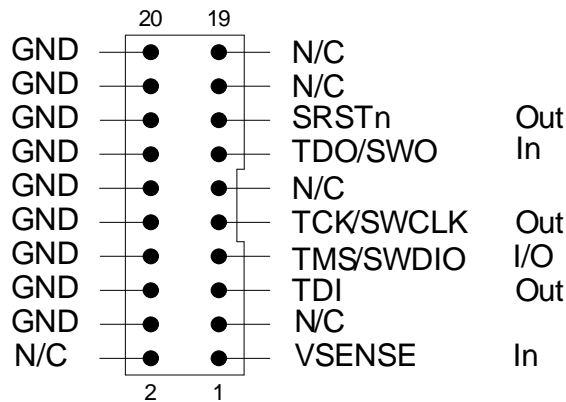 20 19
GND N/C
GND N/C
GND SRSTn Out
GND TDO/SWO In
GND N/C
GND TCK/SWCLK Out
GND TMS/SWDIO I/O
GND TDI Out
GND N/C
N/C VSENSE In
2 1